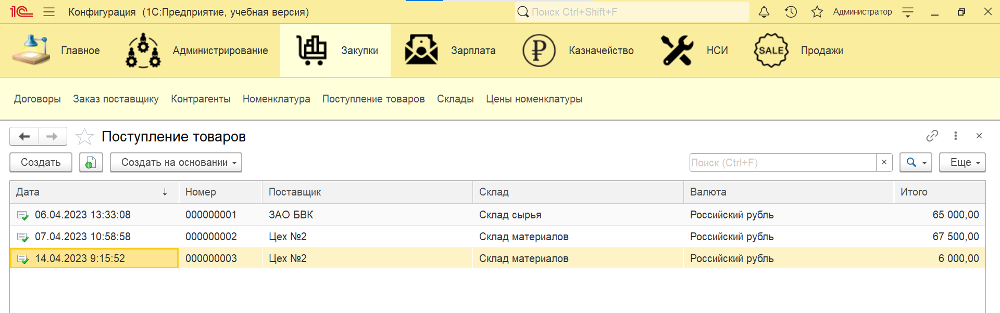 1С Конфигурация (1С:Предприятие, учебная версия) Поиск Ctrl+Shift+F Администратор
Главное Администрирование Закупки Зарплата Казначейство НСИ SALE Продажи
Договоры Заказ поставщику Контрагенты Номенклатура Поступление товаров Склады Цены номенклатуры
Поступление товаров
Создать Создать на основании Поиск (Ctrl+F) × Еще
Дата ↓ Номер Поставщик Склад Валюта Итого
06.04.2023 13:33:08 000000001 ЗАО БВК Склад сырья Российский рубль 65 000,00
07.04.2023 10:58:58 000000002 Цех №2 Склад материалов Российский рубль 67 500,00
14.04.2023 9:15:52 000000003 Цех №2 Склад материалов Российский рубль 6 000,00